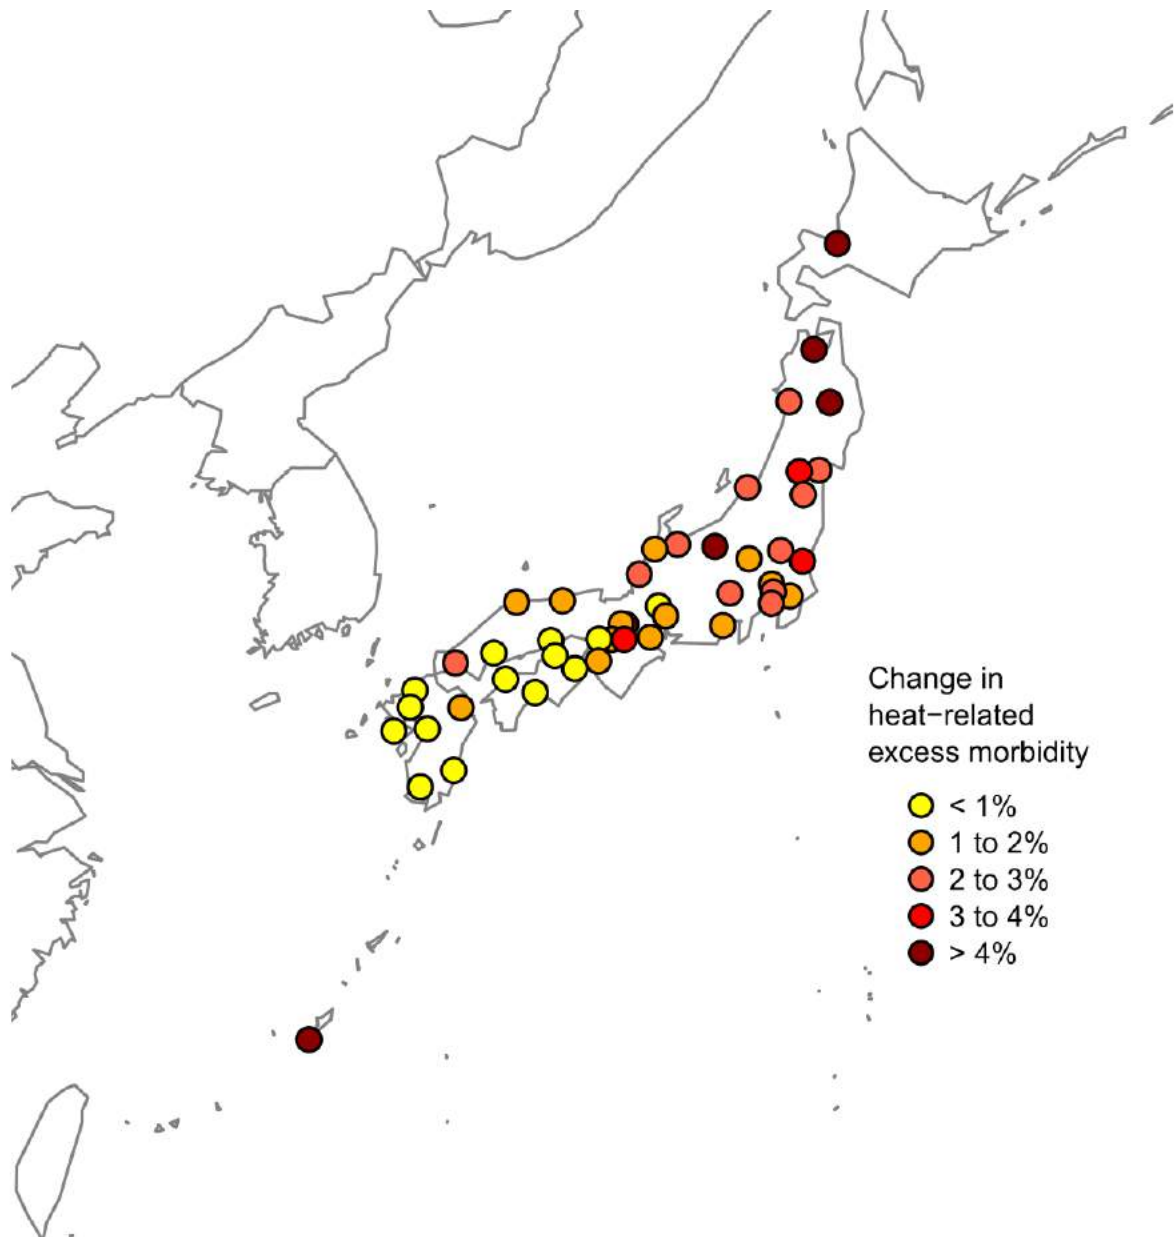 Change in
heat−related
excess morbidity
< 1%
1 to 2%
2 to 3%
3 to 4%
> 4%